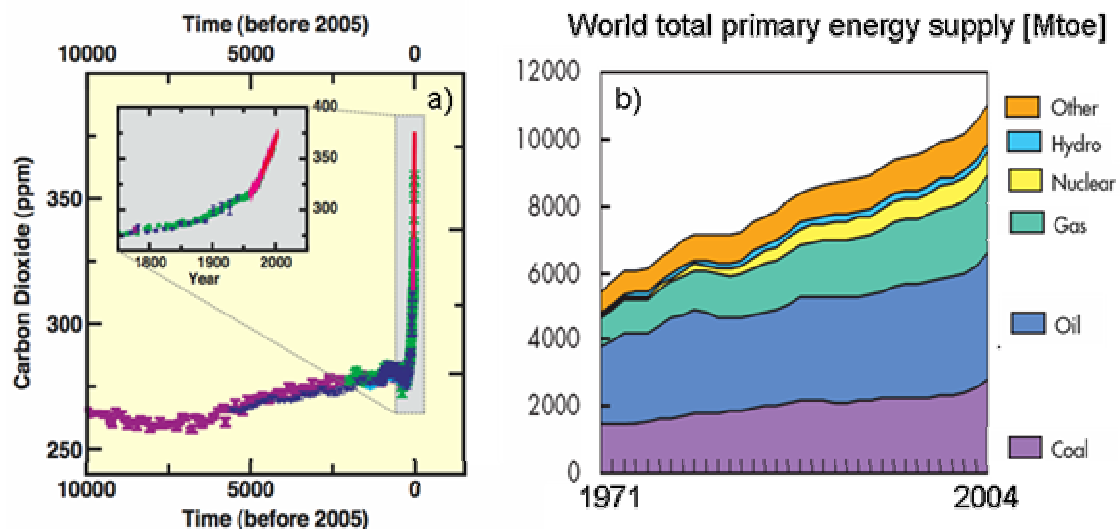 Time (before 2005)
10000 5000 0
a)
400
350
300
1800 1900 2000
Year
Carbon Dioxide (ppm)
350
300
250
10000 5000 0
Time (before 2005)
World total primary energy supply [Mtoe]
b)
12000
10000
8000
6000
4000
2000
0
1971 2004
Other
Hydro
Nuclear
Gas
Oil
Coal